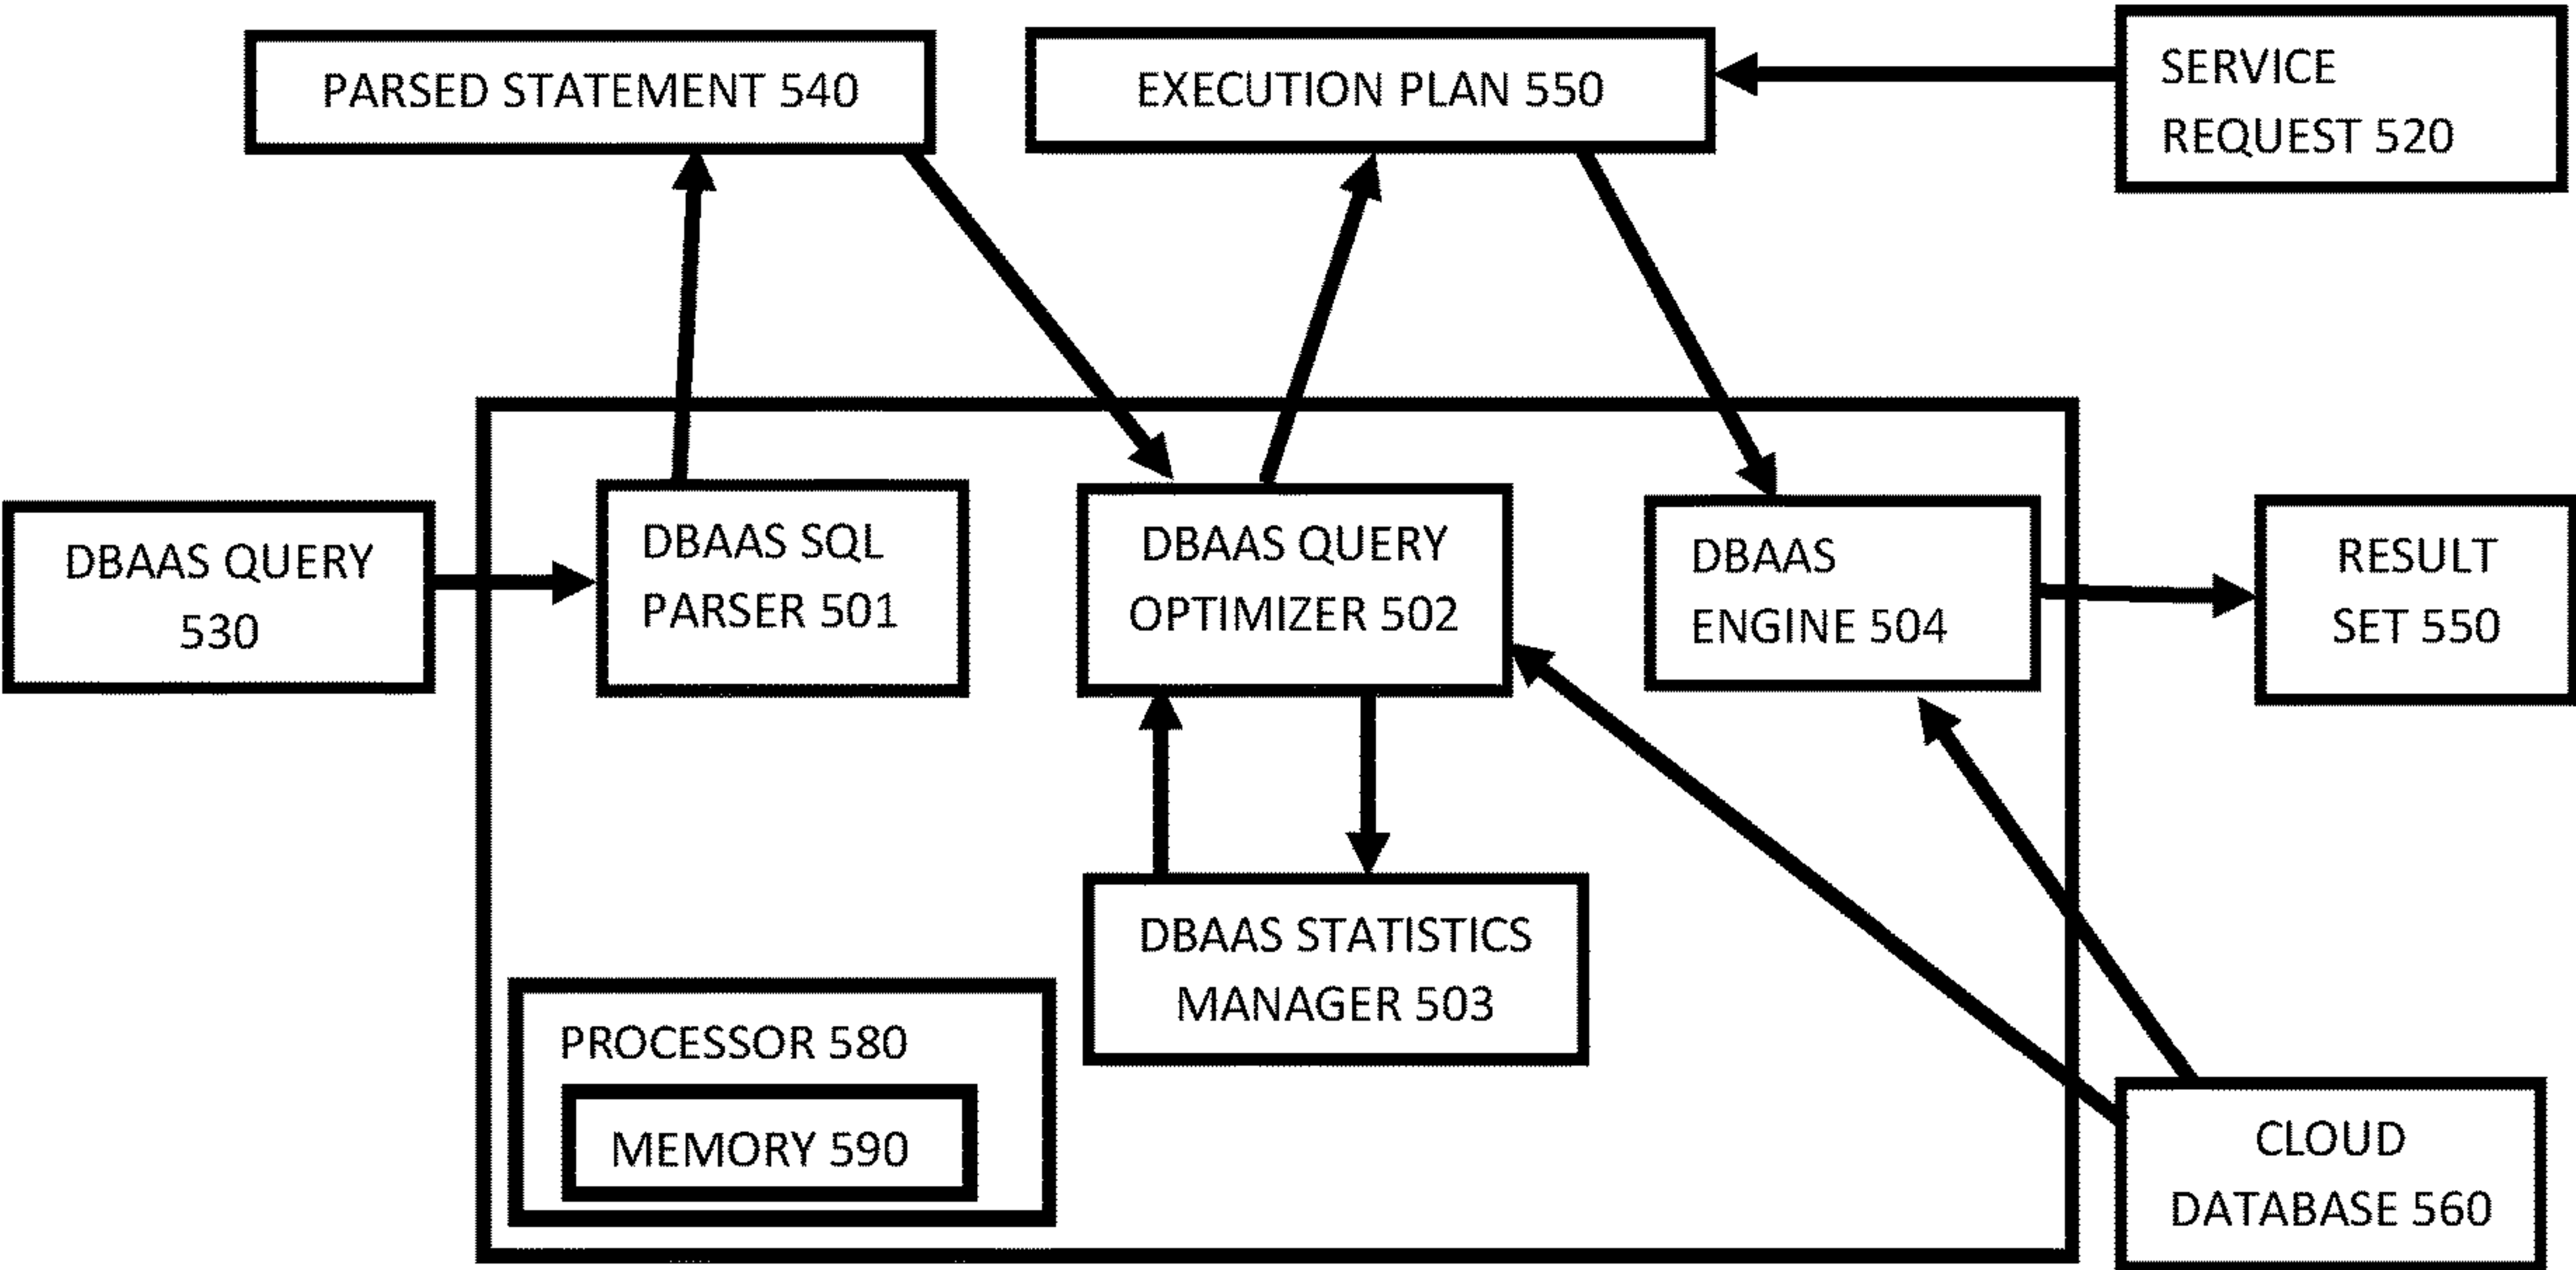 PARSED STATEMENT 540
EXECUTION PLAN 550
SERVICE
REQUEST 520
DBAAS QUERY
530
DBAAS SQL
PARSER 501
DBAAS QUERY
OPTIMIZER 502
DBAAS
ENGINE 504
RESULT
SET 550
DBAAS STATISTICS
MANAGER 503
PROCESSOR 580
MEMORY 590
CLOUD
DATABASE 560